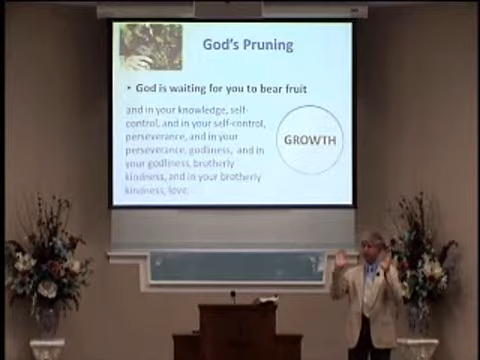 God's Pruning
• God is waiting for you to bear fruit
and in your knowledge, self-
control, and in your self-control,
perseverance, and in your
perseverance, godliness, and in
your godliness, brotherly
kindness, and in your brotherly
kindness, love.
GROWTH